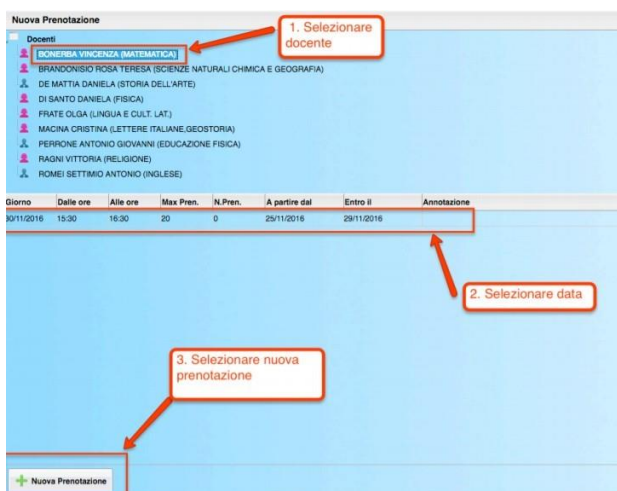 Nuova Prenotazione
1. Selezionare
docente
Docenti
BONERBA VINCENZA (MATEMATICA)
BRANDONISIO ROSA TERESA (SCIENZE NATURALI CHIMICA E GEOGRAFIA)
DE MATTIA DANIELA (STORIA DELL'ARTE)
DI SANTO DANIELA (FISICA)
FRATE OLGA (LINGUA E CULT. LAT.)
MACINA CRISTINA (LETTERE ITALIANE,GEOSTORIA)
PERRONE ANTONIO GIOVANNI (EDUCAZIONE FISICA)
RAGNI VITTORIA (RELIGIONE)
ROMEI SETTIMIO ANTONIO (INGLESE)
Giorno Dalle ore Alle ore Max Pren. N.Pren. A partire dal Entro il Annotazione
30/11/2016 15:30 16:30 20 0 25/11/2016 29/11/2016
2. Selezionare data
3. Selezionare nuova
prenotazione
Nuova Prenotazione